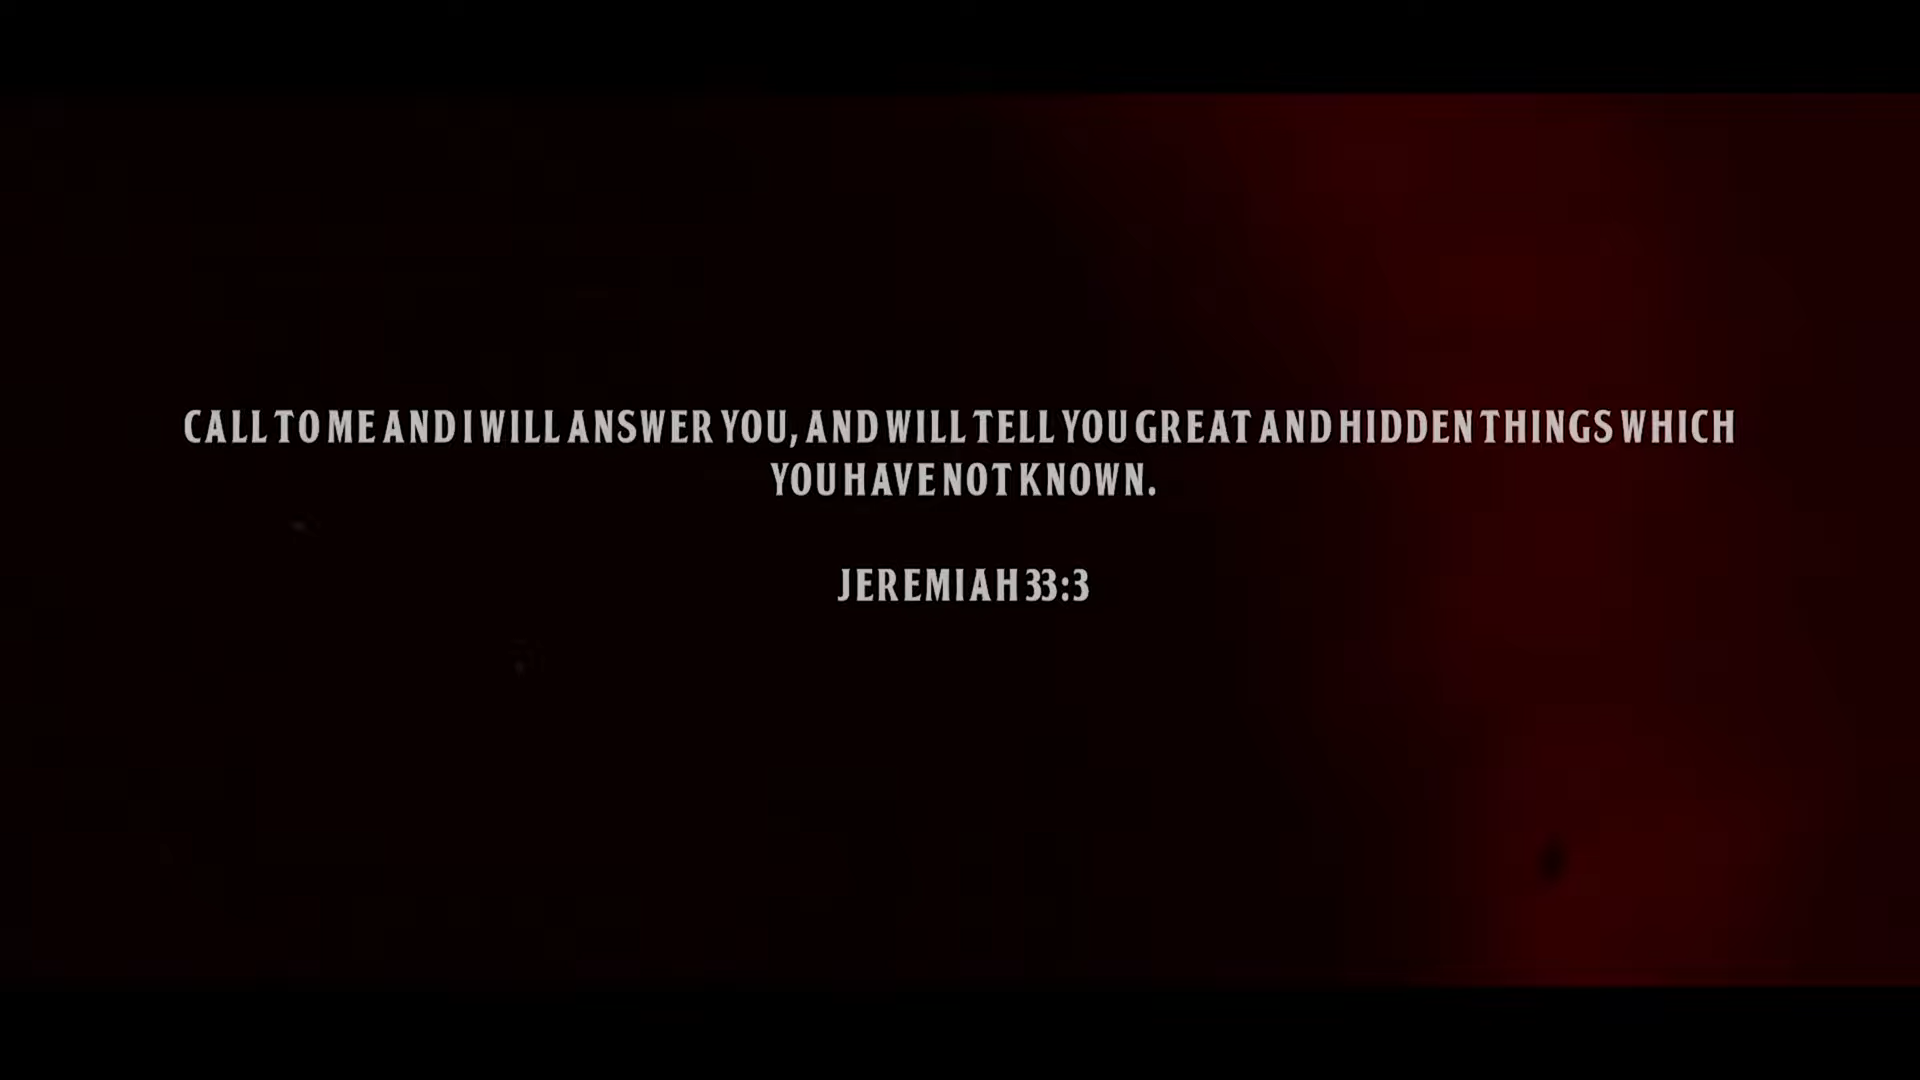 CALL TO ME AND I WILL ANSWER YOU, AND WILL TELL YOU GREAT AND HIDDEN THINGS WHICH
YOU HAVE NOT KNOWN.
JEREMIAH 33:3